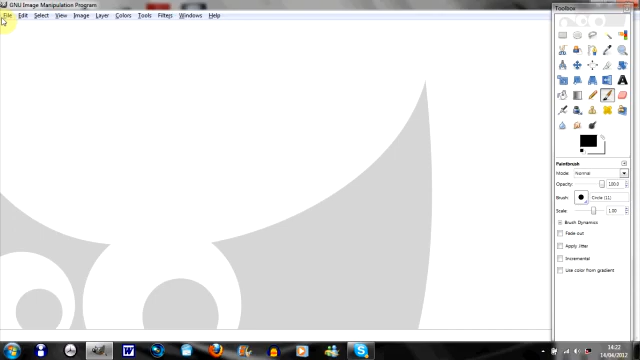 GNU Image Manipulation Program
File Edit Select View Image Layer Colors Tools Filters Windows Help
Toolbox
Paintbrush
Mode: Normal
Opacity: 100.0
Brush: Circle (11)
Scale: 1.00
Brush Dynamics
Fade out
Apply Jitter
Incremental
Use color from gradient
14:22
14/04/2012